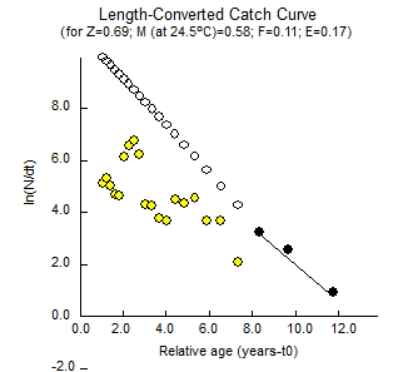 Length-Converted Catch Curve
(for Z=0.69; M (at 24.5ºC)=0.58; F=0.11; E=0.17)
ln(N/dt)
8.0
6.0
4.0
2.0
0.0
0.0 2.0 4.0 6.0 8.0 10.0 12.0
Relative age (years-t0)
-2.0